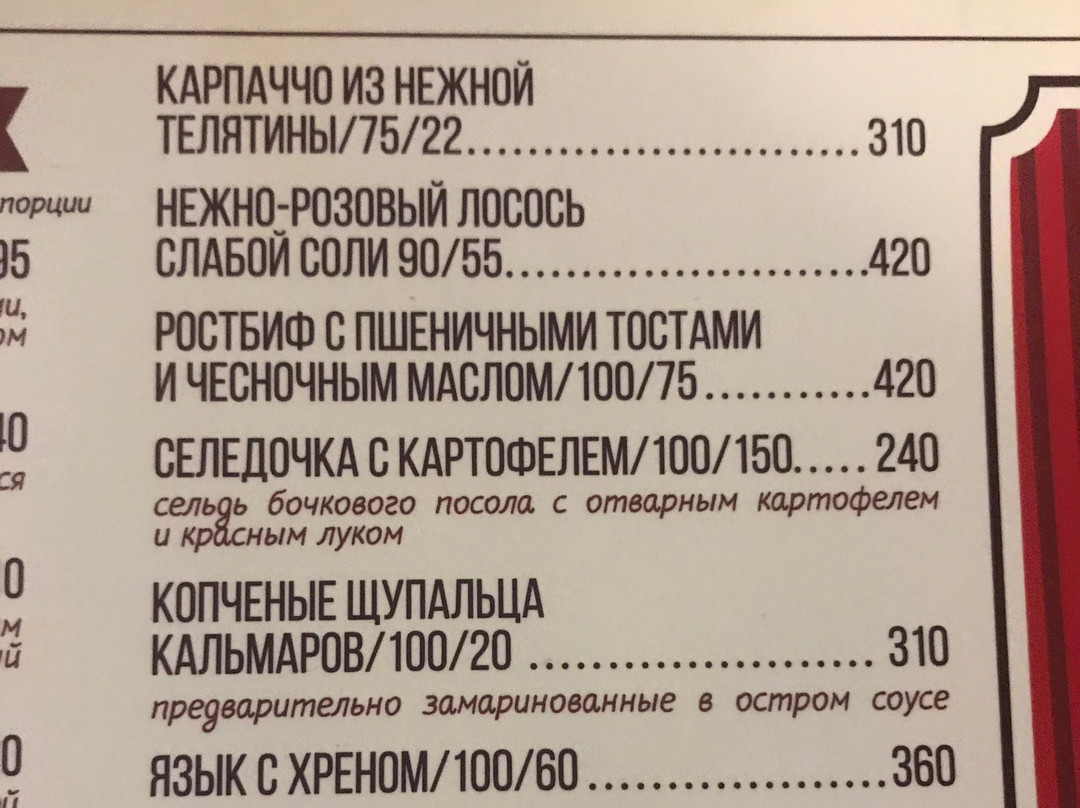 КАРПАЧЧО ИЗ НЕЖНОЙ
ТЕЛЯТИНЫ/75/22........................... 310
НЕЖНО-РОЗОВЫЙ ЛОСОСЬ
СЛАБОЙ СОЛИ 90/55........................420
РОСТБИФ С ПШЕНИЧНЫМИ ТОСТАМИ
И ЧЕСНОЧНЫМ МАСЛОМ/100/75...........420
СЕЛЕДОЧКА С КАРТОФЕЛЕМ/100/150..... 240
сельдь бочкового посола с отварным картофелем
и красным луком
КОПЧЕНЫЕ ЩУПАЛЬЦА
КАЛЬМАРОВ/100/20 ....................... 310
предварительно замаринованные в остром соусе
ЯЗЫК С ХРЕНОМ/100/60....................360
порции